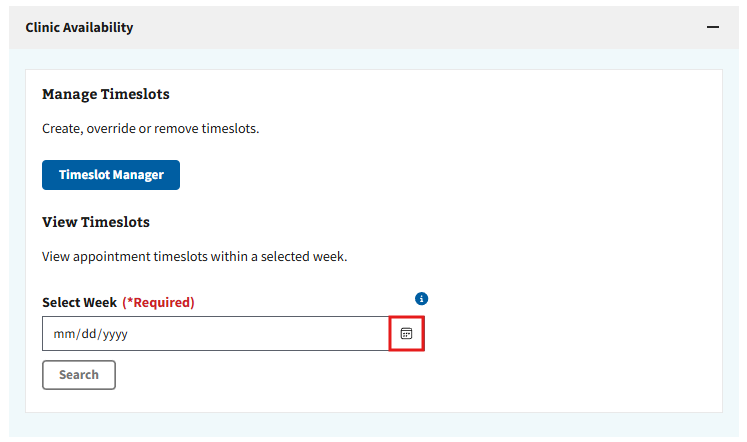 Clinic Availability
Manage Timeslots
Create, override or remove timeslots.
Timeslot Manager
View Timeslots
View appointment timeslots within a selected week.
Select Week (*Required)
mm/dd/yyyy
Search